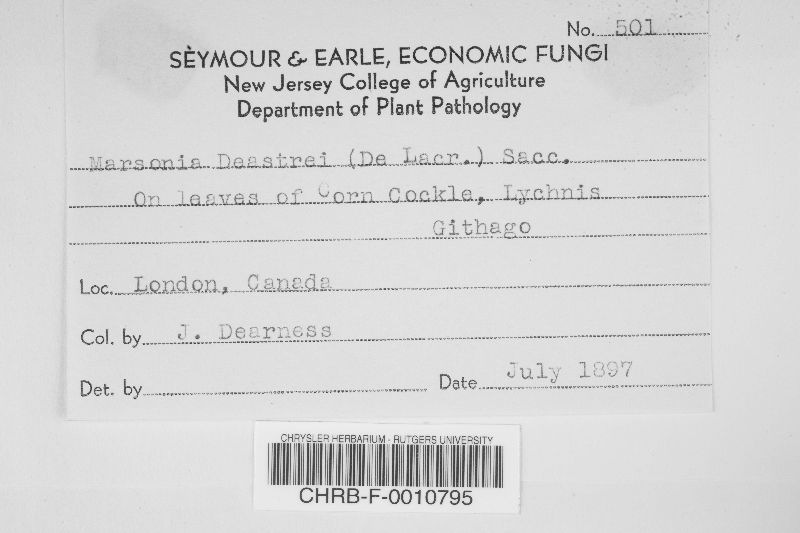 No. 501
SÈYMOUR & EARLE, ECONOMIC FUNGI
New Jersey College of Agriculture
Department of Plant Pathology
Marsonia Deastrei (De Lacr.) Sacc.
On leaves of Corn Cockle, Lychnis
Githago
Loc. London, Canada
Col. by J. Dearness
Det. by
Date July 1897
CHRYSLER HERBARIUM - RUTGERS UNIVERSITY
CHRB-F-0010795